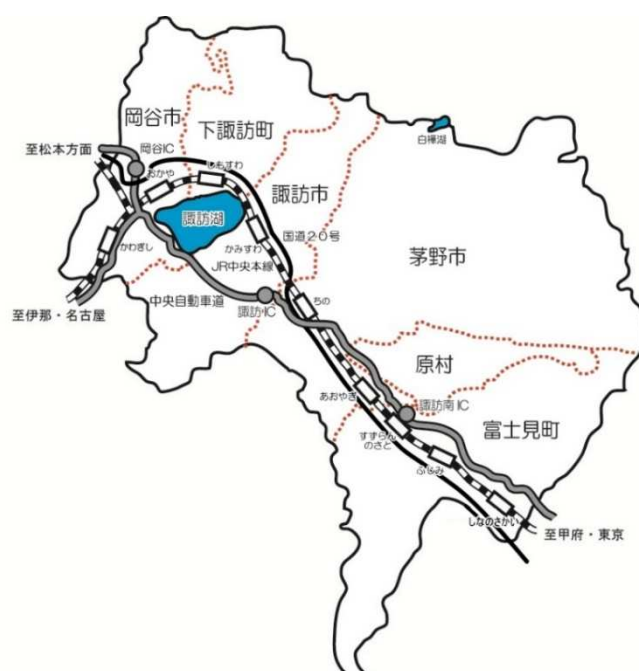 岡谷市
下諏訪町
白樺湖
至松本方面
岡谷IC
おかや
しもすわ
諏訪市
諏訪湖
国道20号
かわぎし
かみすわ
JR中央本線
茅野市
中央自動車道
諏訪IC
ちの
至伊那・名古屋
原村
あおやぎ
諏訪南IC
富士見町
すずらん
のさと
ふじみ
しなのさかい
至甲府・東京